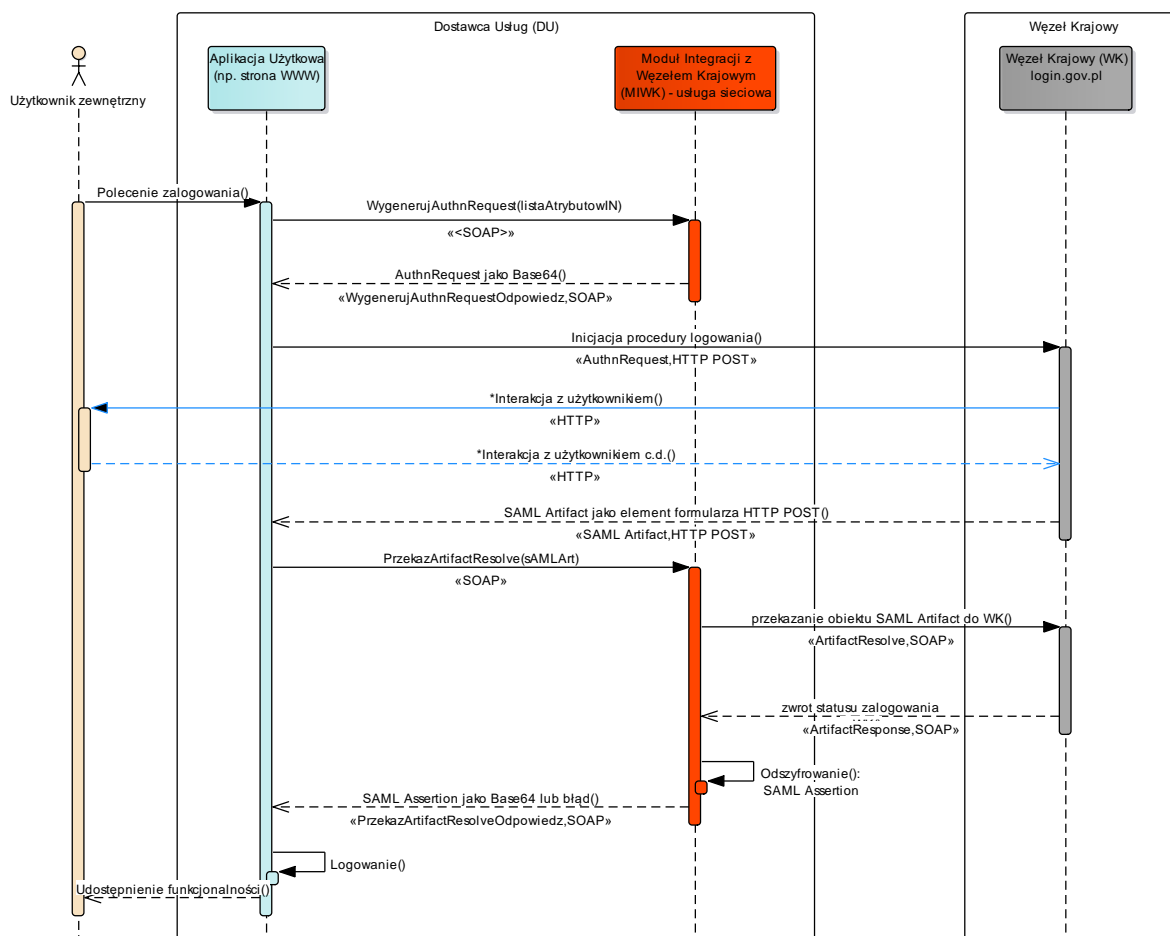 Dostawca Usług (DU)
Węzeł Krajowy
Użytkownik zewnętrzny
Aplikacja Użytkowa
(np. strona WWW)
Moduł Integracji z
Węzełem Krajowym
(MIWK) - usługa sieciowa
Węzeł Krajowy (WK)
login.gov.pl
Polecenie zalogowania()
WygenerujAuthnRequest(listaAtrybutowIN)
«<SOAP>»
AuthnRequest jako Base64()
«WygenerujAuthnRequestOdpowiedz,SOAP»
Inicjacja procedury logowania()
«AuthnRequest,HTTP POST»
*Interakcja z użytkownikiem()
«HTTP»
*Interakcja z użytkownikiem c.d.()
«HTTP»
SAML Artifact jako element formularza HTTP POST()
«SAML Artifact,HTTP POST»
PrzekazArtifactResolve(sAMLArt)
«SOAP»
przekazanie obiektu SAML Artifact do WK()
«ArtifactResolve,SOAP»
zwrot statusu zalogowania
«ArtifactResponse,SOAP»
Odszyfrowanie():
SAML Assertion
SAML Assertion jako Base64 lub błąd()
«PrzekazArtifactResolveOdpowiedz,SOAP»
Logowanie()
Udostępnienie funkcjonalności()